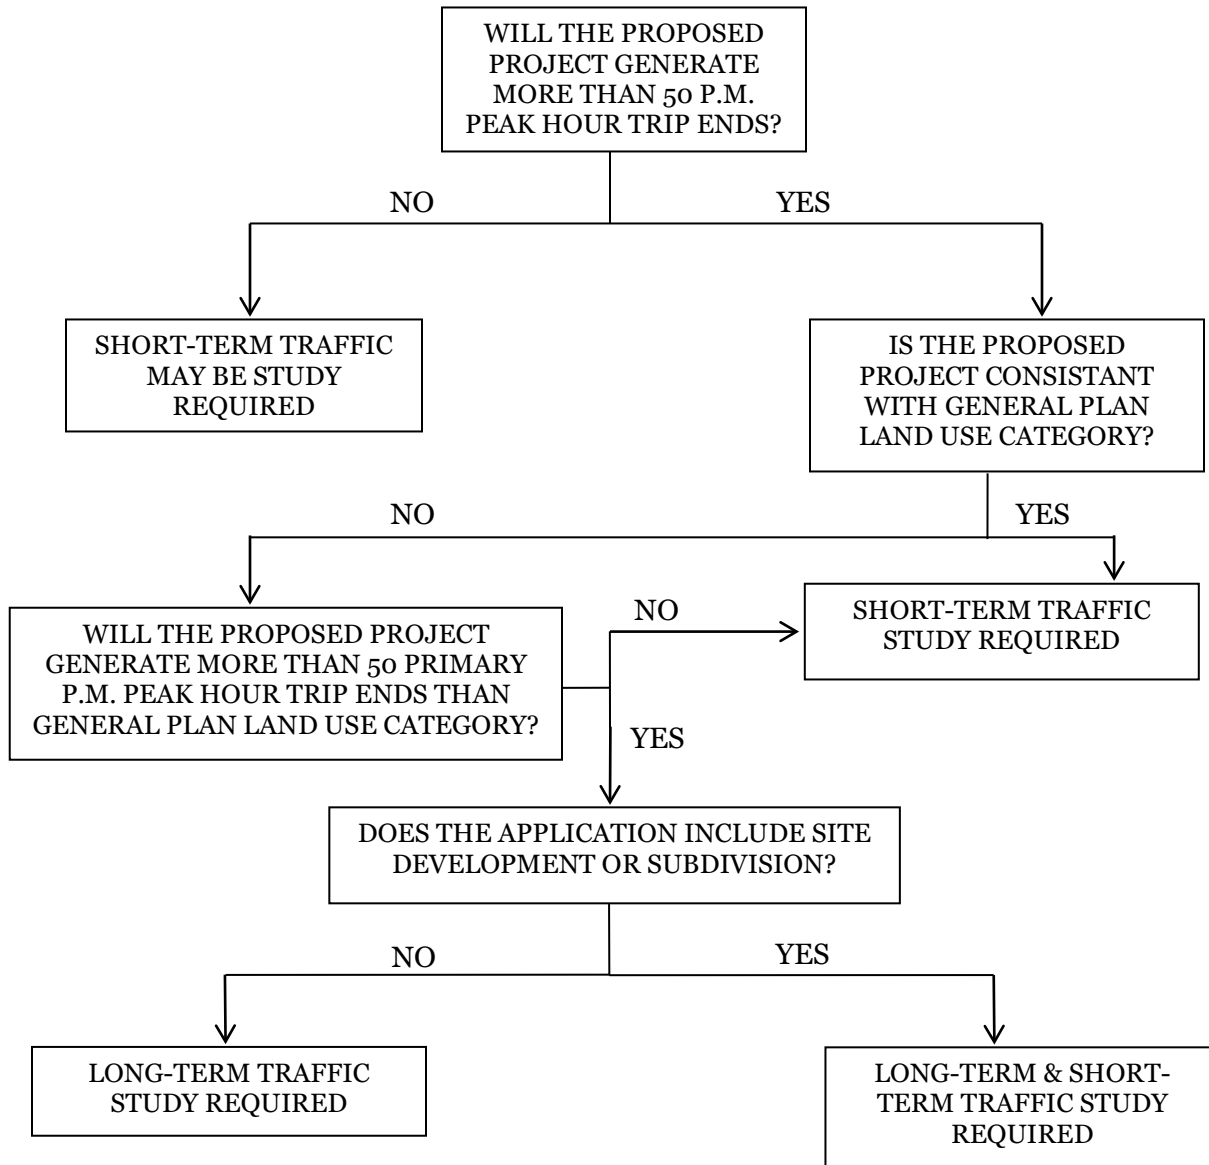 WILL THE PROPOSED
PROJECT GENERATE
MORE THAN 50 P.M.
PEAK HOUR TRIP ENDS?
NO
YES
SHORT-TERM TRAFFIC
MAY BE STUDY
REQUIRED
IS THE PROPOSED
PROJECT CONSISTANT
WITH GENERAL PLAN
LAND USE CATEGORY?
NO
YES
WILL THE PROPOSED PROJECT
GENERATE MORE THAN 50 PRIMARY
P.M. PEAK HOUR TRIP ENDS THAN
GENERAL PLAN LAND USE CATEGORY?
NO
SHORT-TERM TRAFFIC
STUDY REQUIRED
YES
DOES THE APPLICATION INCLUDE SITE
DEVELOPMENT OR SUBDIVISION?
NO
YES
LONG-TERM TRAFFIC
STUDY REQUIRED
LONG-TERM & SHORT-
TERM TRAFFIC STUDY
REQUIRED